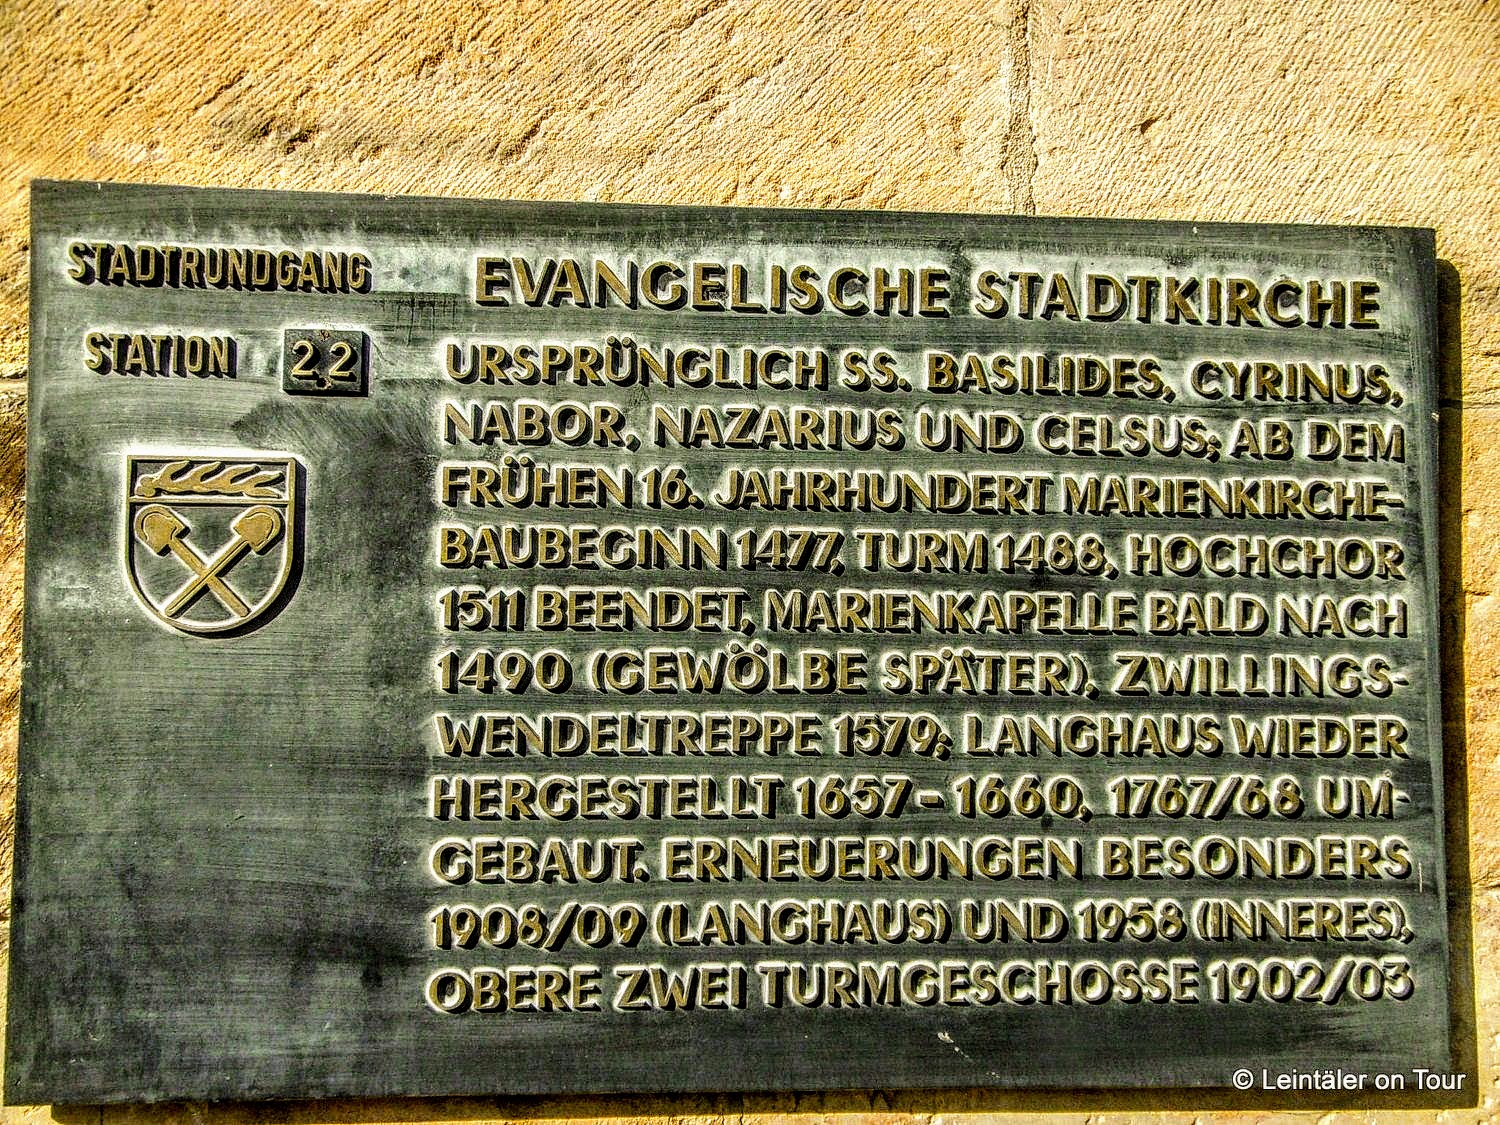 STADTRUNDGANG
STATION 22
EVANGELISCHE STADTKIRCHE
URSPRÜNGLICH SS. BASILIDES, CYRINUS,
NABOR, NAZARIUS UND CELSUS; AB DEM
FRÜHEN 16. JAHRHUNDERT MARIENKIRCHE-
BAUBEGINN 1477, TURM 1488, HOCHCHOR
1511 BEENDET, MARIENKAPELLE BALD NACH
1490 (GEWÖLBE SPÄTER), ZWILLINGS-
WENDELTREPPE 1579; LANGHAUS WIEDER
HERGESTELLT 1657 - 1660, 1767/68 UM-
GEBAUT. ERNEUERUNGEN BESONDERS
1908/09 (LANGHAUS) UND 1958 (INNERES),
OBERE ZWEI TURMGESCHOSSE 1902/03
© Leintäler on Tour